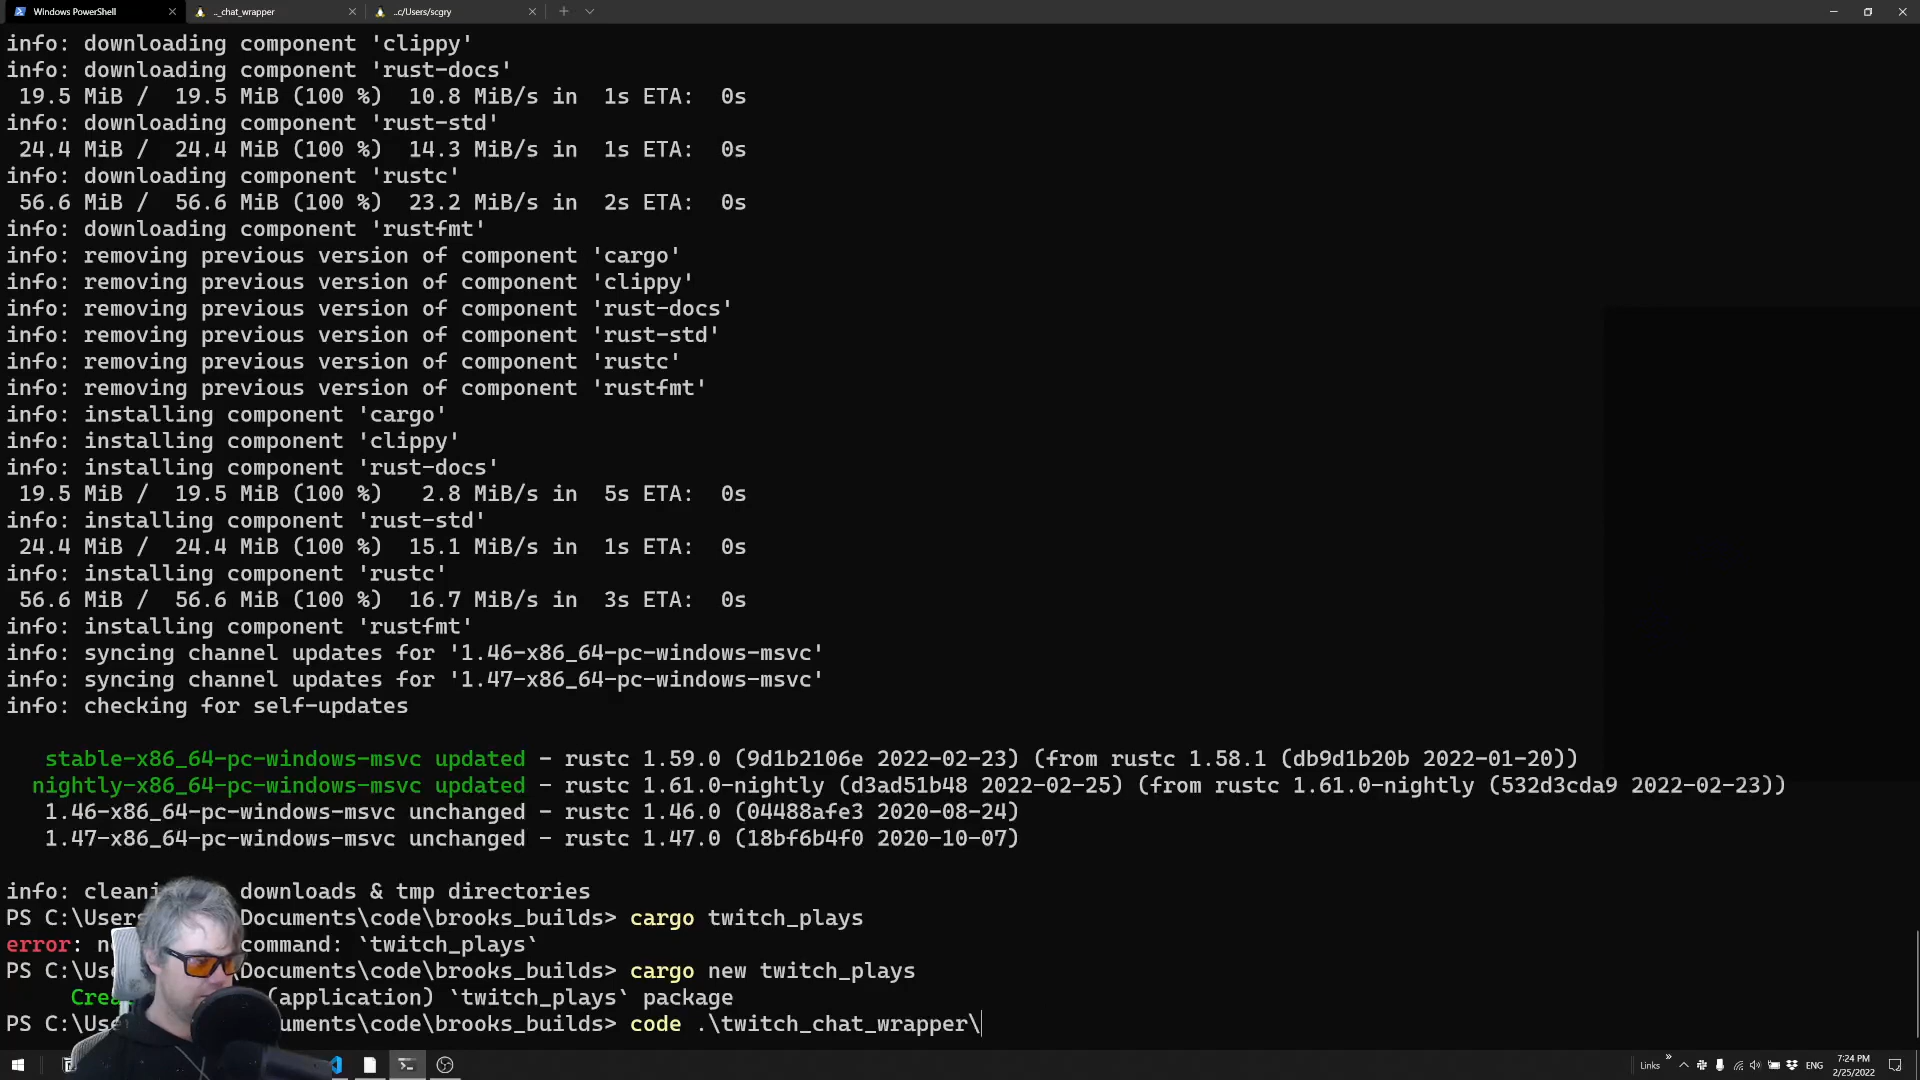 Windows PowerShell
.._chat_wrapper
..c/Users/scgry
info: downloading component 'clippy'
info: downloading component 'rust-docs'
19.5 MiB / 19.5 MiB (100 %) 10.8 MiB/s in 1s ETA: 0s
info: downloading component 'rust-std'
24.4 MiB / 24.4 MiB (100 %) 14.3 MiB/s in 1s ETA: 0s
info: downloading component 'rustc'
56.6 MiB / 56.6 MiB (100 %) 23.2 MiB/s in 2s ETA: 0s
info: downloading component 'rustfmt'
info: removing previous version of component 'cargo'
info: removing previous version of component 'clippy'
info: removing previous version of component 'rust-docs'
info: removing previous version of component 'rust-std'
info: removing previous version of component 'rustc'
info: removing previous version of component 'rustfmt'
info: installing component 'cargo'
info: installing component 'clippy'
info: installing component 'rust-docs'
19.5 MiB / 19.5 MiB (100 %) 2.8 MiB/s in 5s ETA: 0s
info: installing component 'rust-std'
24.4 MiB / 24.4 MiB (100 %) 15.1 MiB/s in 1s ETA: 0s
info: installing component 'rustc'
56.6 MiB / 56.6 MiB (100 %) 16.7 MiB/s in 3s ETA: 0s
info: installing component 'rustfmt'
info: syncing channel updates for '1.46-x86_64-pc-windows-msvc'
info: syncing channel updates for '1.47-x86_64-pc-windows-msvc'
info: checking for self-updates
stable-x86_64-pc-windows-msvc updated - rustc 1.59.0 (9d1b2106e 2022-02-23) (from rustc 1.58.1 (db9d1b20b 2022-01-20))
nightly-x86_64-pc-windows-msvc updated - rustc 1.61.0-nightly (d3ad51b48 2022-02-25) (from rustc 1.61.0-nightly (532d3cda9 2022-02-23))
1.46-x86_64-pc-windows-msvc unchanged - rustc 1.46.0 (04488afe3 2020-08-24)
1.47-x86_64-pc-windows-msvc unchanged - rustc 1.47.0 (18bf6b4f0 2020-10-07)
info: cleani downloads & tmp directories
PS C:\Users Documents\code\brooks_builds> cargo twitch_plays
error: n command: `twitch_plays`
PS C:\Use Documents\code\brooks_builds> cargo new twitch_plays
Crea (application) `twitch_plays` package
PS C:\Use uments\code\brooks_builds> code .\twitch_chat_wrapper\
Links
ENG
7:24 PM
2/25/2022